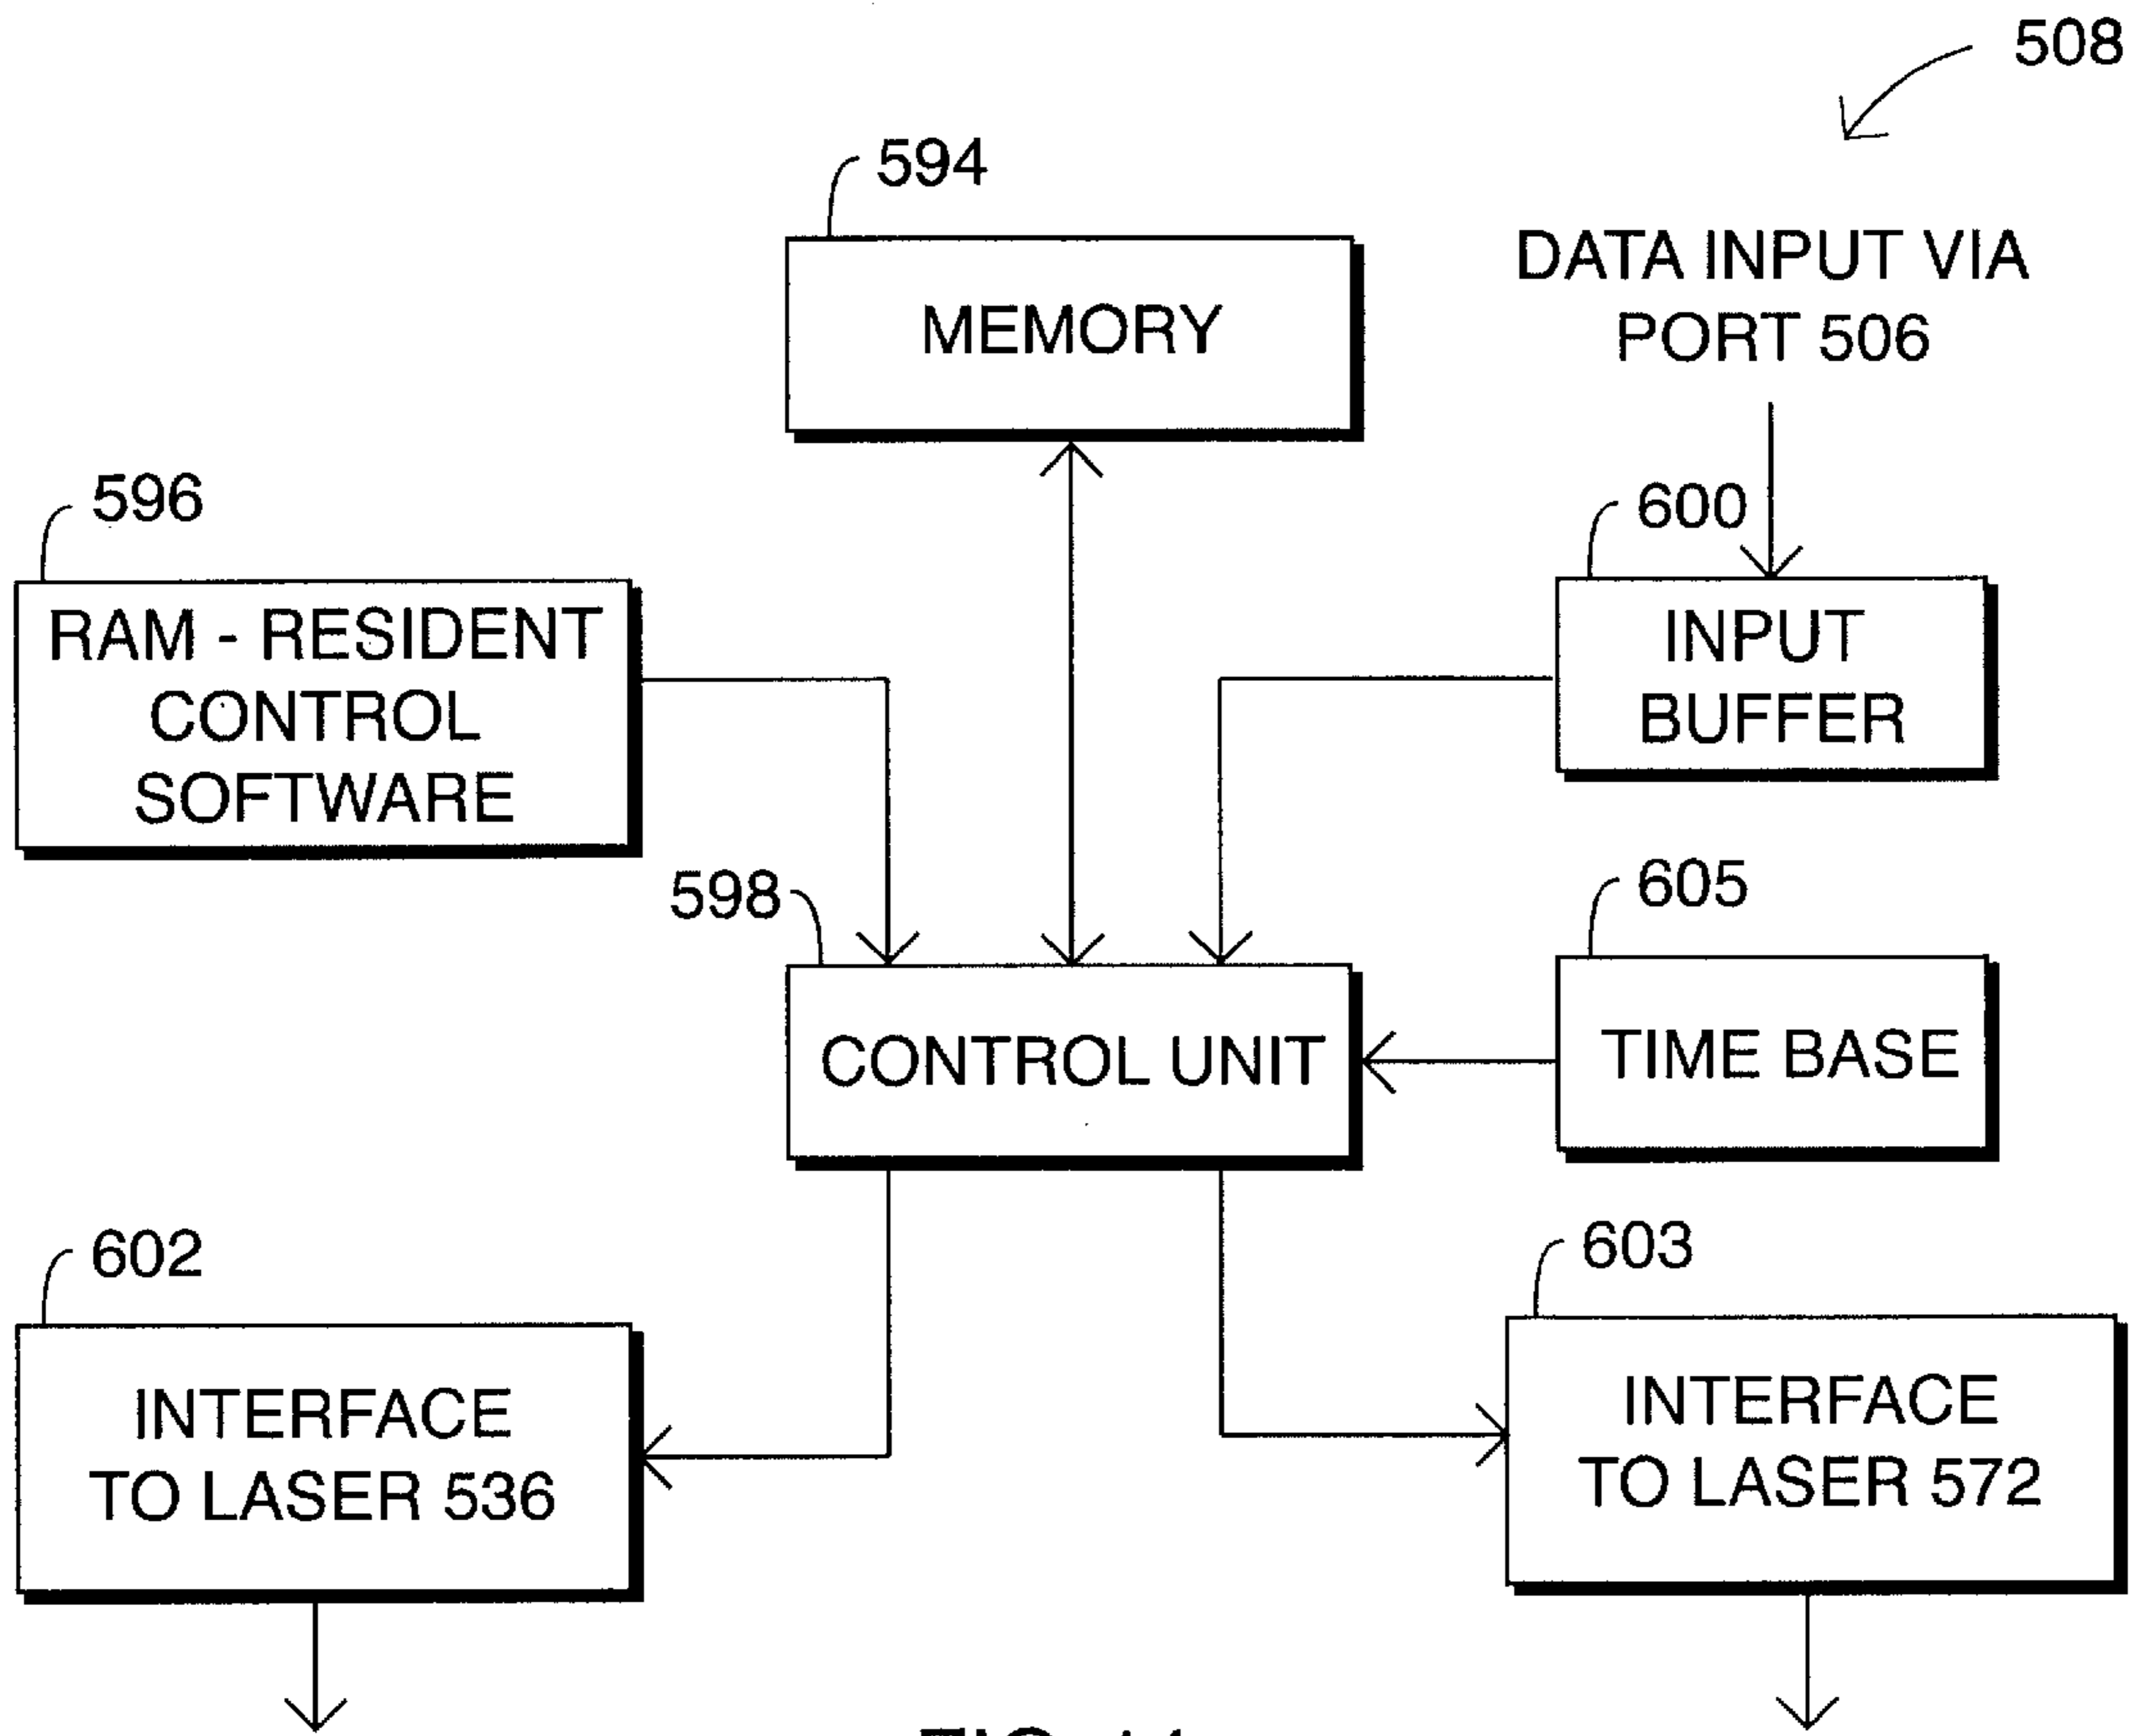 508
594
MEMORY
DATA INPUT VIA
PORT 506
596
RAM - RESIDENT
CONTROL
SOFTWARE
600
INPUT
BUFFER
598
CONTROL UNIT
605
TIME BASE
602
INTERFACE
TO LASER 536
603
INTERFACE
TO LASER 572